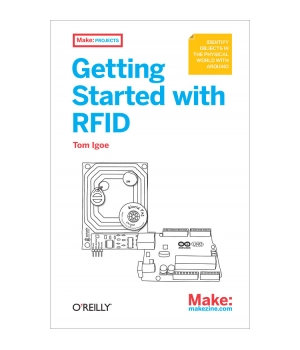 Make: PROJECTS
IDENTIFY
OBJECTS IN
THE PHYSICAL
WORLD WITH
ARDUINO
Getting
Started with
RFID
Tom Igoe
UNO
O'REILLY
Make:
makezine.com